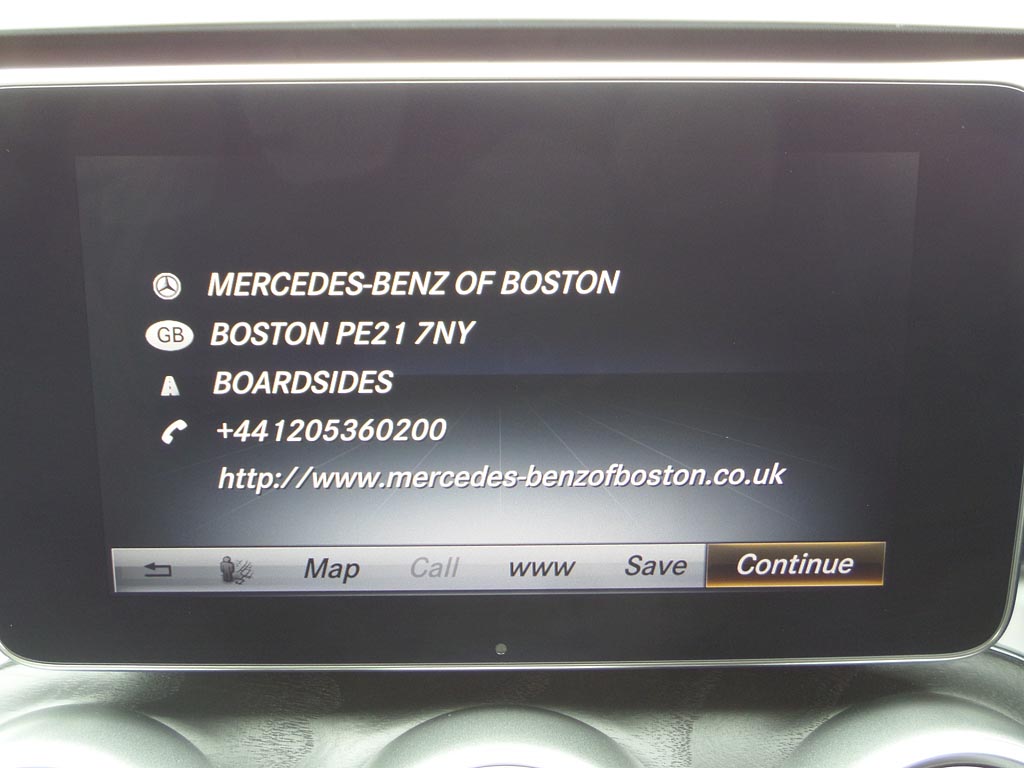 MERCEDES-BENZ OF BOSTON
GB BOSTON PE21 7NY
BOARDSIDES
+441205360200
http://www.mercedes-benzofboston.co.uk
Map Call www Save Continue